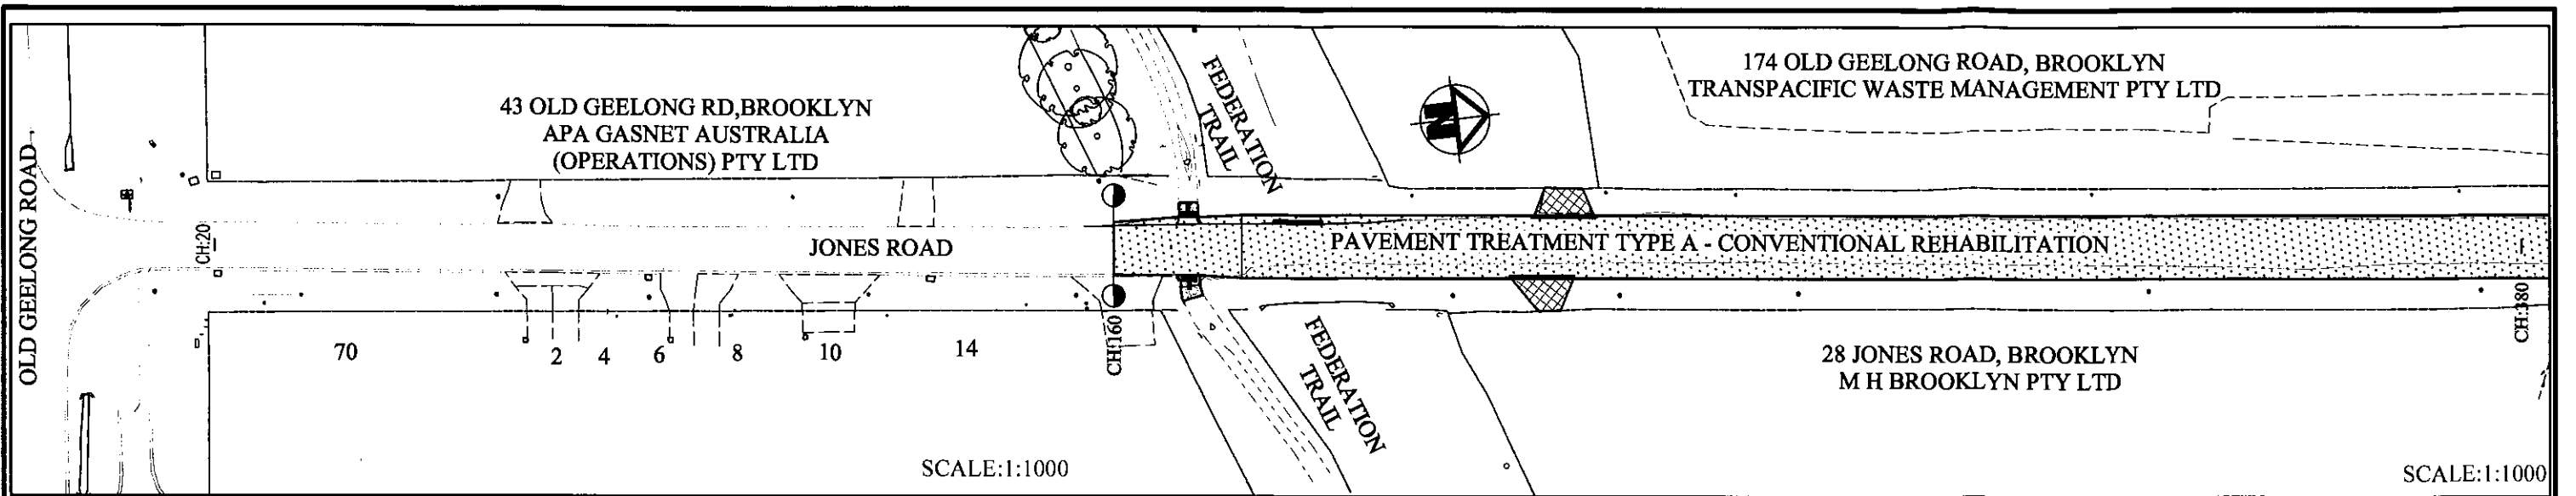 OLD GEELONG ROAD
CH:20
43 OLD GEELONG RD,BROOKLYN
APA GASNET AUSTRALIA
(OPERATIONS) PTY LTD
FEDERATION
TRAIL
N
174 OLD GEELONG ROAD, BROOKLYN
TRANSPACIFIC WASTE MANAGEMENT PTY LTD
JONES ROAD
PAVEMENT TREATMENT TYPE A - CONVENTIONAL REHABILITATION
70
2
4
6
8
10
14
CH:160
FEDERATION
TRAIL
28 JONES ROAD, BROOKLYN
M H BROOKLYN PTY LTD
CH:380
SCALE:1:1000
SCALE:1:1000